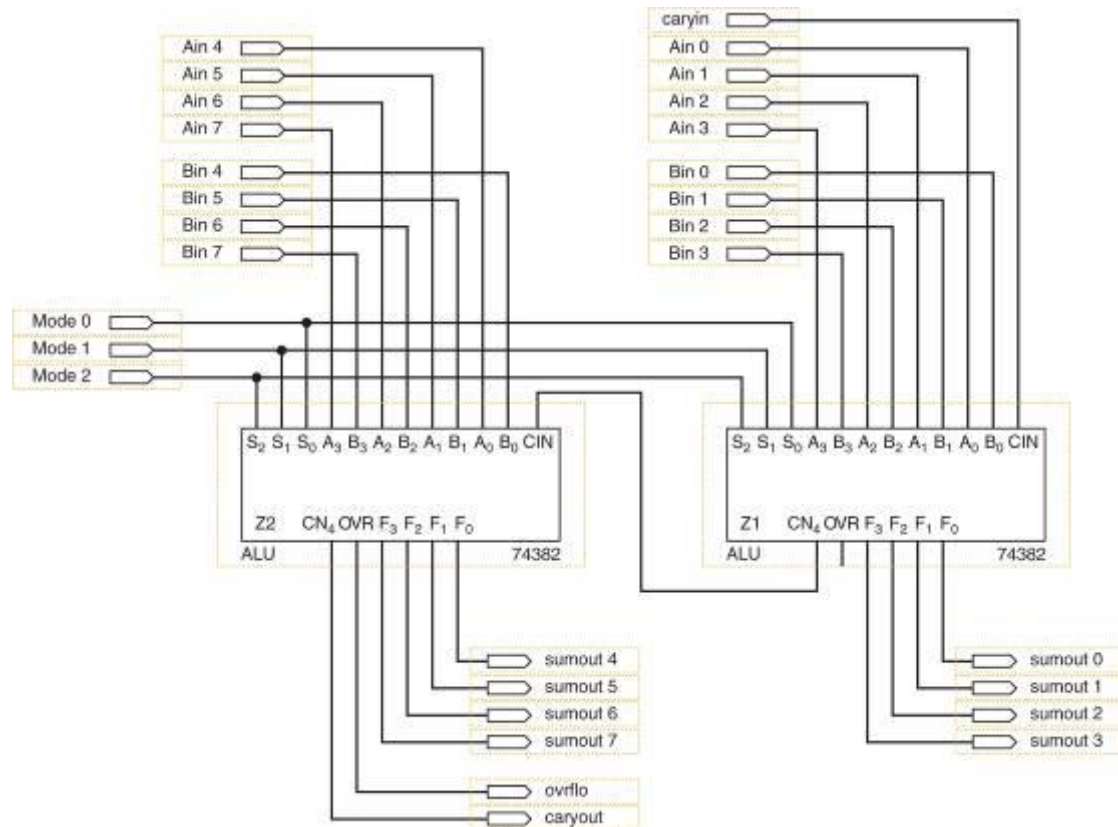 caryin
Ain 4
Ain 5
Ain 6
Ain 7
Bin 4
Bin 5
Bin 6
Bin 7
Ain 0
Ain 1
Ain 2
Ain 3
Bin 0
Bin 1
Bin 2
Bin 3
Mode 0
Mode 1
Mode 2
S2 S1 S0 A3 B3 A2 B2 A1 B1 A0 B0 CIN
Z2 CN4 OVR F3 F2 F1 F0
ALU 74382
S2 S1 S0 A3 B3 A2 B2 A1 B1 A0 B0 CIN
Z1 CN4 OVR F3 F2 F1 F0
ALU 74382
sumout 4
sumout 5
sumout 6
sumout 7
ovrflo
caryout
sumout 0
sumout 1
sumout 2
sumout 3